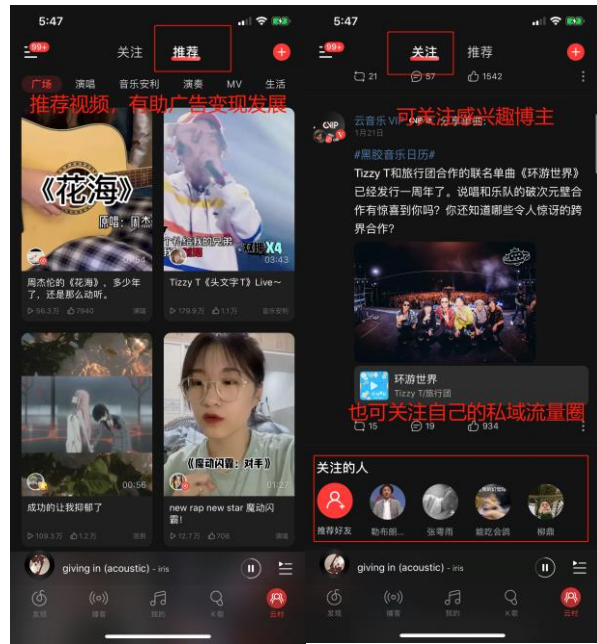 5:47
99+
关注
推荐
广场
演唱
音乐安利
演奏
MV
生活
推荐视频，有助广告变现发展
《花海》
原唱：周杰
01:54
周杰伦的《花海》，多少年
了，还是那么动听。
56.3万
7940
演唱
X4
03:43
Tizzy T《头文字T》Live～
179.9万
1.1万
音乐安利
00:56
成功的让我抑郁了
109.3万
1.2万
《魔动闪霸：对手》
01:27
new rap new star 魔动闪
霸！
12.7万
706
演唱
giving in (acoustic) - iris
发现
播客
我的
K歌
云村
5:47
99+
关注
推荐
21
57
1542
可关注感兴趣博主
云音乐VIP
1月21日
#黑胶音乐日历#
Tizzy T和旅行团合作的联名单曲《环游世界》
已经发行一周年了。说唱和乐队的破次元壁合
作有惊喜到你吗？你还知道哪些令人惊讶的跨
界合作？
环游世界
Tizzy T/旅行团
也可关注自己的私域流量圈
15
19
934
关注的人
推荐好友
勒布朗...
张雩雨
能吃会鸽
柳鼎
giving in (acoustic) - iris
发现
播客
我的
K歌
云村